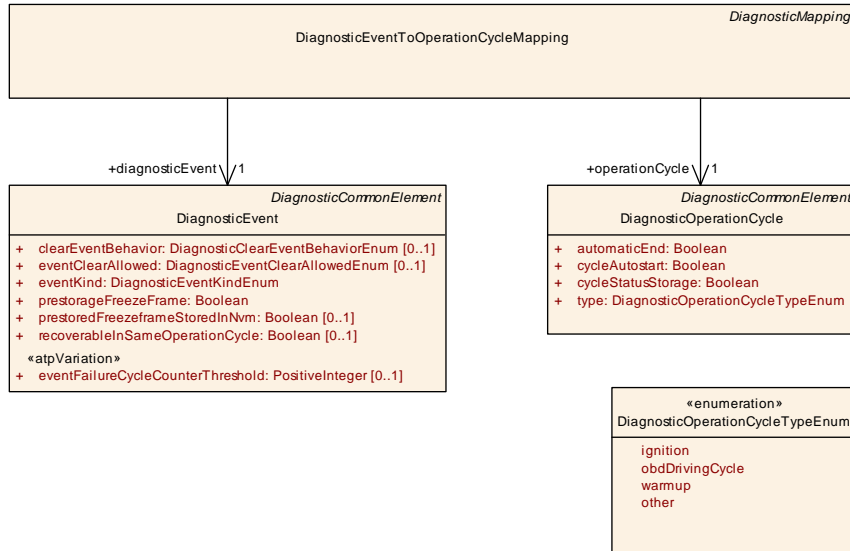 DiagnosticMapping
DiagnosticEventToOperationCycleMapping
+diagnosticEvent 1
+operationCycle 1
DiagnosticCommonElement
DiagnosticEvent
+ clearEventBehavior: DiagnosticClearEventBehaviorEnum [0..1]
+ eventClearAllowed: DiagnosticEventClearAllowedEnum [0..1]
+ eventKind: DiagnosticEventKindEnum
+ prestorageFreezeFrame: Boolean
+ prestoredFreezeframeStoredInNvm: Boolean [0..1]
+ recoverableInSameOperationCycle: Boolean [0..1]
«atpVariation»
+ eventFailureCycleCounterThreshold: PositiveInteger [0..1]
DiagnosticCommonElement
DiagnosticOperationCycle
+ automaticEnd: Boolean
+ cycleAutostart: Boolean
+ cycleStatusStorage: Boolean
+ type: DiagnosticOperationCycleTypeEnum
«enumeration»
DiagnosticOperationCycleTypeEnum
ignition
obdDrivingCycle
warmup
other